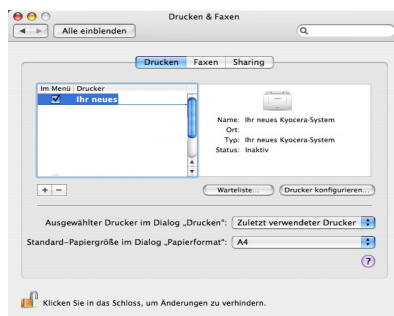 Drucken & Faxen
Alle einblenden
Drucken Faxen Sharing
Im Menü Drucker
Ihr neues
Name: Ihr neues Kyocera-System
Ort:
Typ: Ihr neues Kyocera-System
Status: Inaktiv
+ −
Warteliste... Drucker konfigurieren...
Ausgewählter Drucker im Dialog „Drucken“: Zuletzt verwendeter Drucker
Standard-Papiergröße im Dialog „Papierformat“: A4
?
Klicken Sie in das Schloss, um Änderungen zu verhindern.